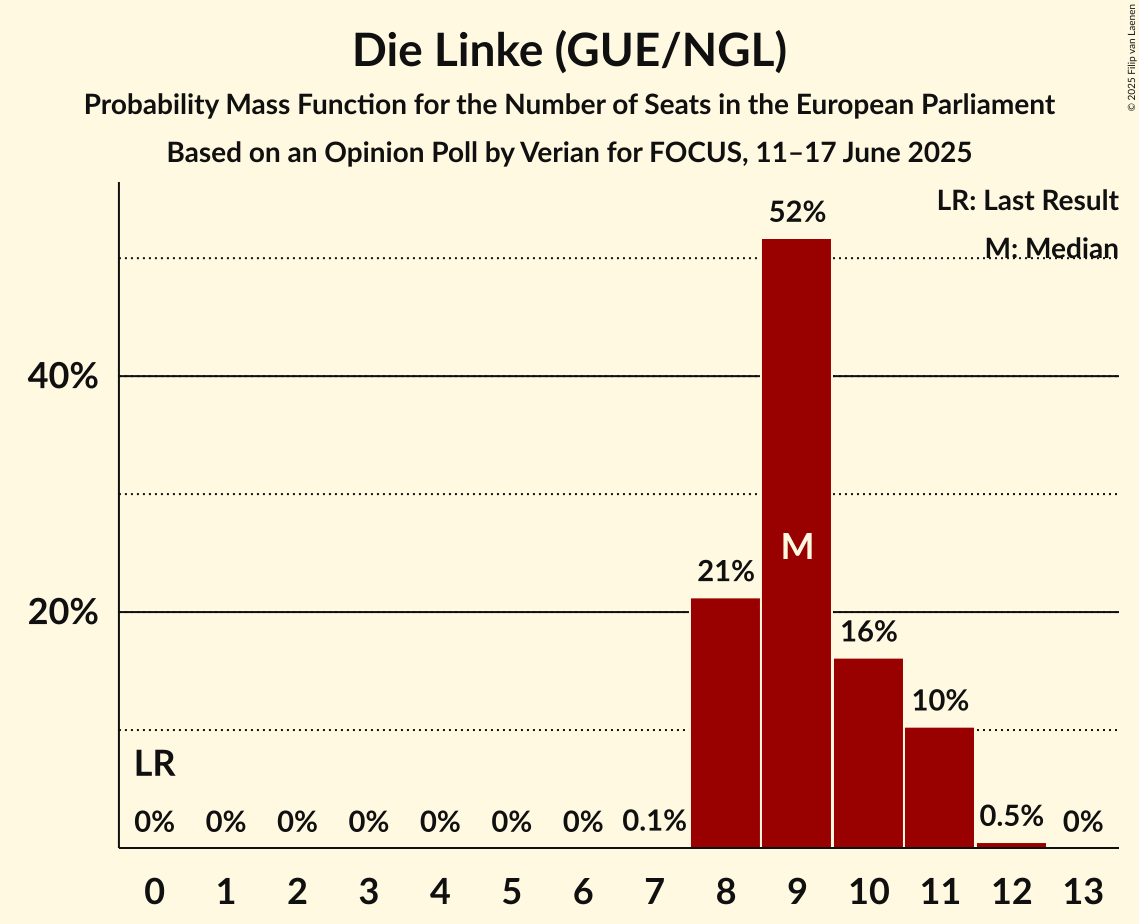 Die Linke (GUE/NGL)
Probability Mass Function for the Number of Seats in the European Parliament
Based on an Opinion Poll by Verian for FOCUS, 11–17 June 2025
© 2025 Filip van Laenen
LR: Last Result
M: Median
52%
40%
M
21%
20%
16%
10%
LR
0% 0% 0% 0% 0% 0% 0% 0.1% 0.5% 0%
0 1 2 3 4 5 6 7 8 9 10 11 12 13